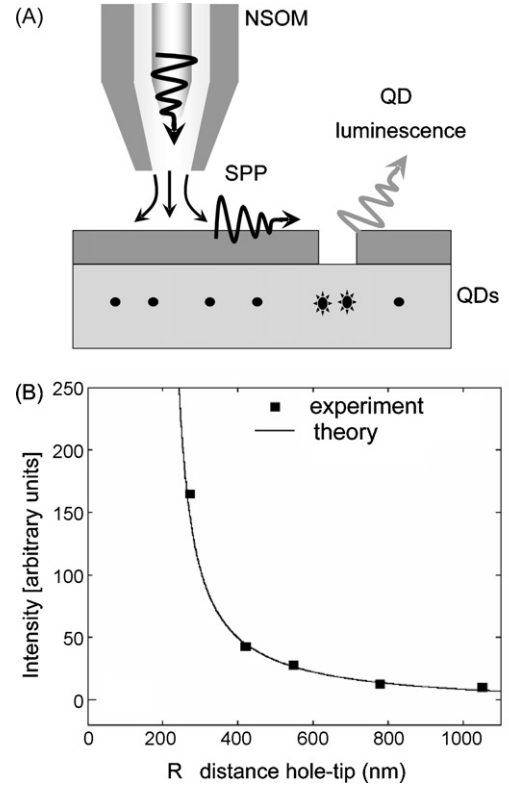 (A)
NSOM
QD
luminescence
SPP
QDs
(B)
250
200
150
100
50
0
Intensity [arbitrary units]
experiment
theory
0 200 400 600 800 1000
R distance hole-tip (nm)